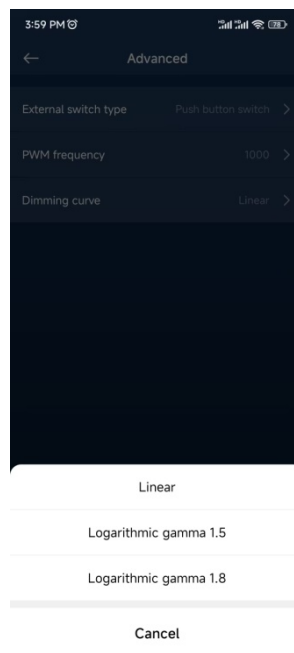 3:59 PM
78
Advanced
External switch type Push button switch
PWM frequency 1000
Dimming curve Linear
Linear
Logarithmic gamma 1.5
Logarithmic gamma 1.8
Cancel